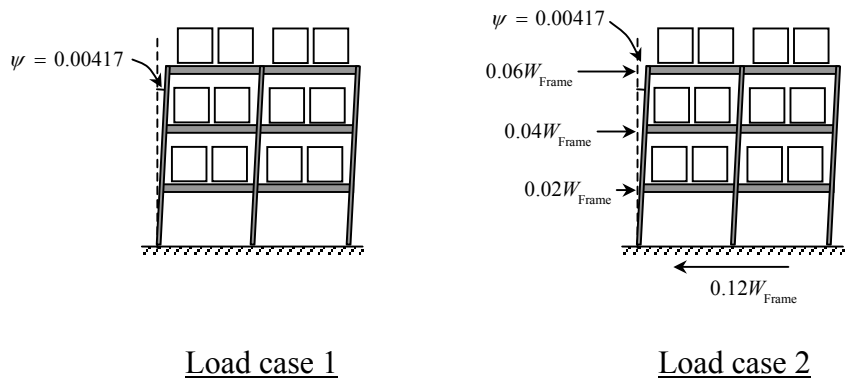 ψ = 0.00417
Load case 1
ψ = 0.00417
0.06W_Frame
0.04W_Frame
0.02W_Frame
0.12W_Frame
Load case 2